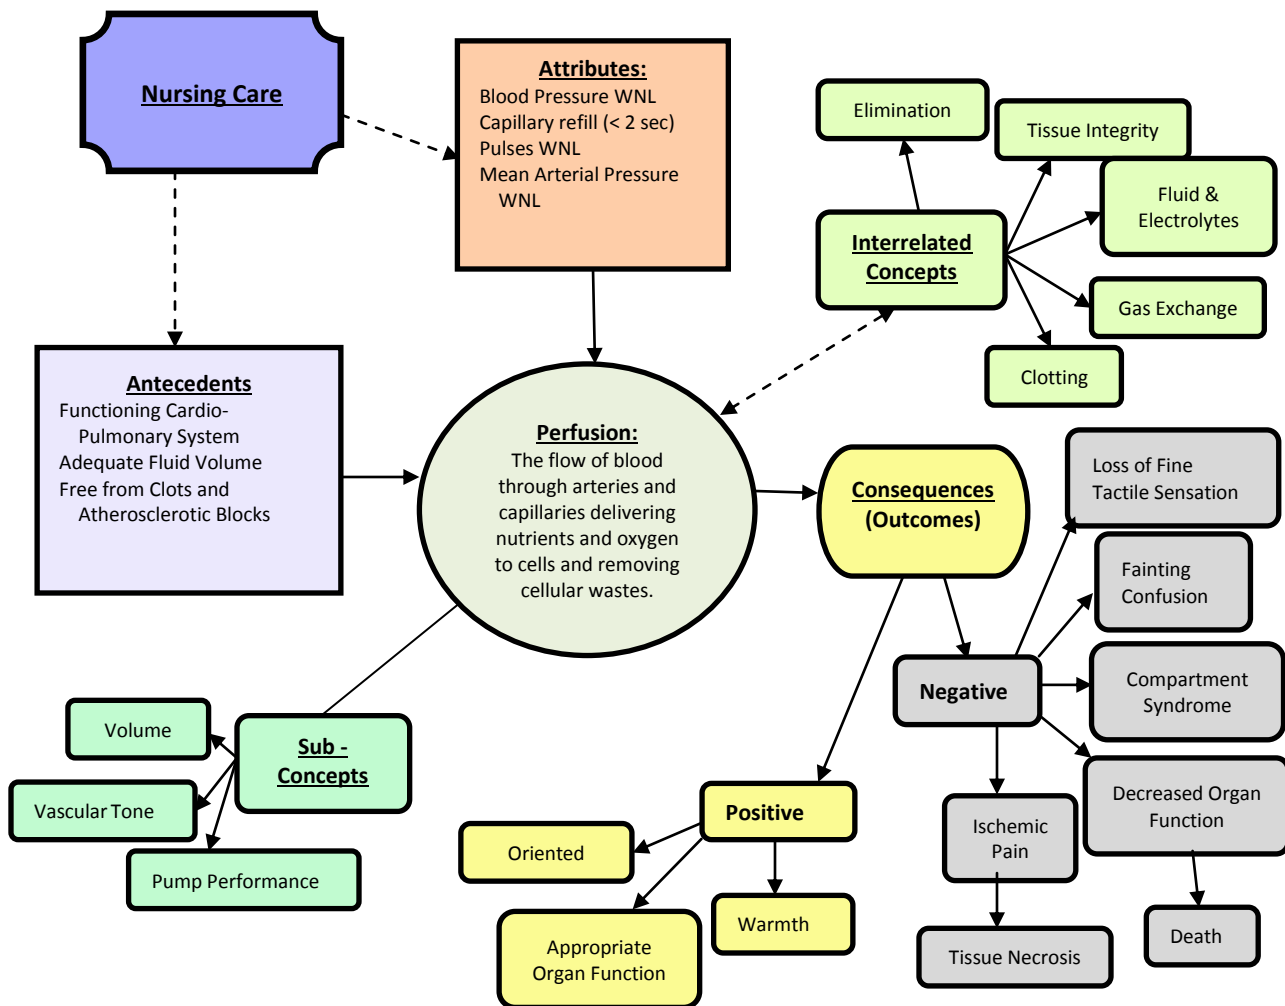 Nursing Care
Attributes:
Blood Pressure WNL
Capillary refill (< 2 sec)
Pulses WNL
Mean Arterial Pressure
WNL
Elimination
Tissue Integrity
Fluid &
Electrolytes
Interrelated
Concepts
Gas Exchange
Clotting
Antecedents
Functioning Cardio-
Pulmonary System
Adequate Fluid Volume
Free from Clots and
Atherosclerotic Blocks
Perfusion:
The flow of blood
through arteries and
capillaries delivering
nutrients and oxygen
to cells and removing
cellular wastes.
Consequences
(Outcomes)
Loss of Fine
Tactile Sensation
Fainting
Confusion
Negative
Compartment
Syndrome
Decreased Organ
Function
Ischemic
Pain
Death
Tissue Necrosis
Sub -
Concepts
Volume
Vascular Tone
Pump Performance
Positive
Oriented
Warmth
Appropriate
Organ Function